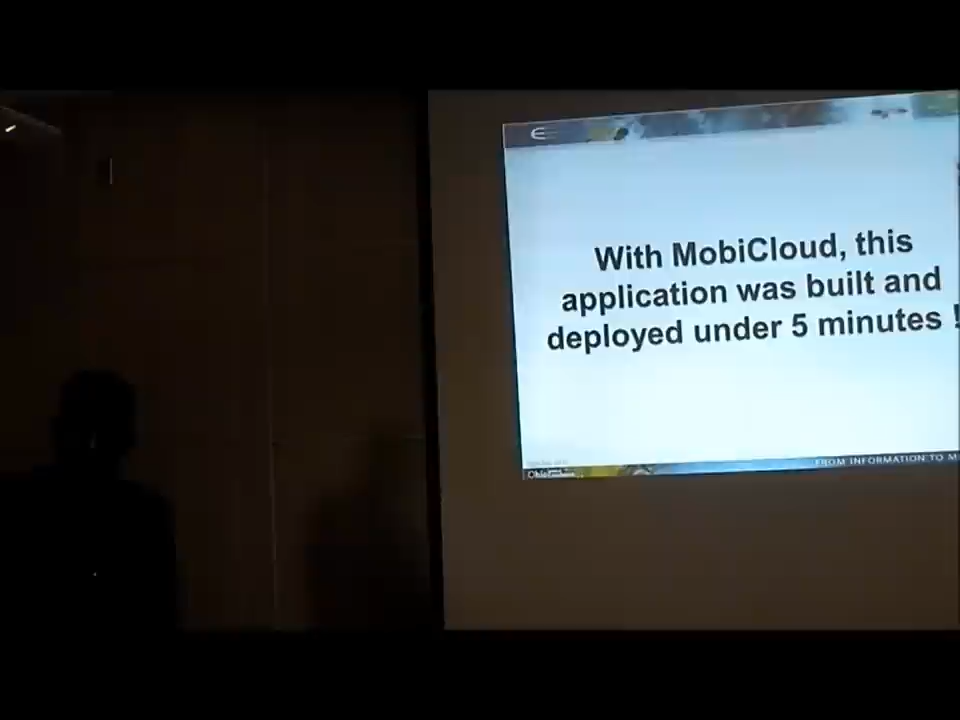 With MobiCloud, this
application was built and
deployed under 5 minutes !
FROM INFORMATION TO M